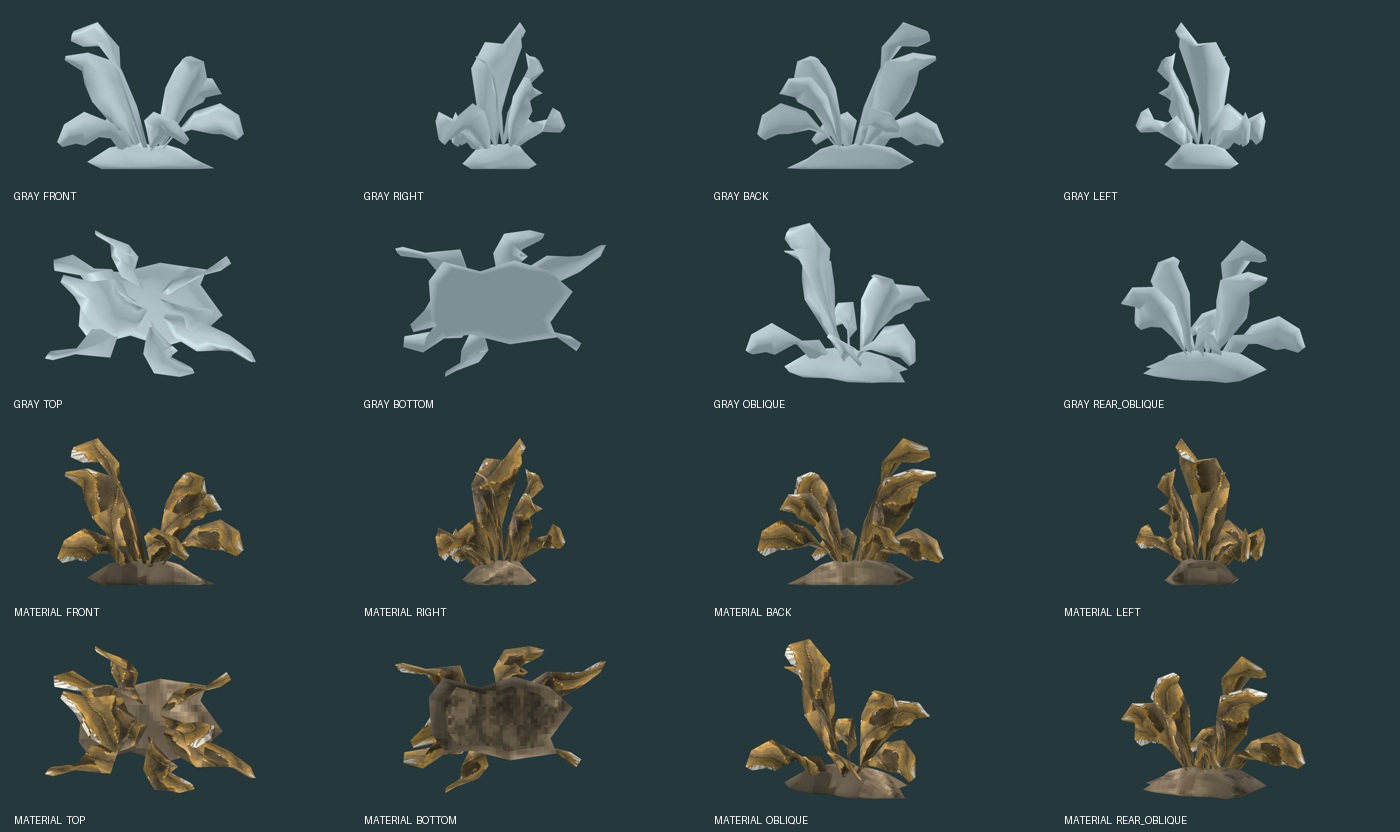 GRAY FRONT
GRAY RIGHT
GRAY BACK
GRAY LEFT
GRAY TOP
GRAY BOTTOM
GRAY OBLIQUE
GRAY REAR_OBLIQUE
MATERIAL FRONT
MATERIAL RIGHT
MATERIAL BACK
MATERIAL LEFT
MATERIAL TOP
MATERIAL BOTTOM
MATERIAL OBLIQUE
MATERIAL REAR_OBLIQUE